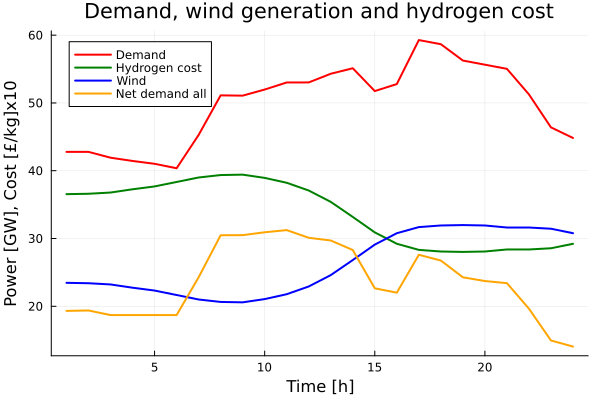 Demand, wind generation and hydrogen cost
Power [GW], Cost [£/kg]x10
60
50
40
30
20
Demand
Hydrogen cost
Wind
Net demand all
5
10
15
20
Time [h]